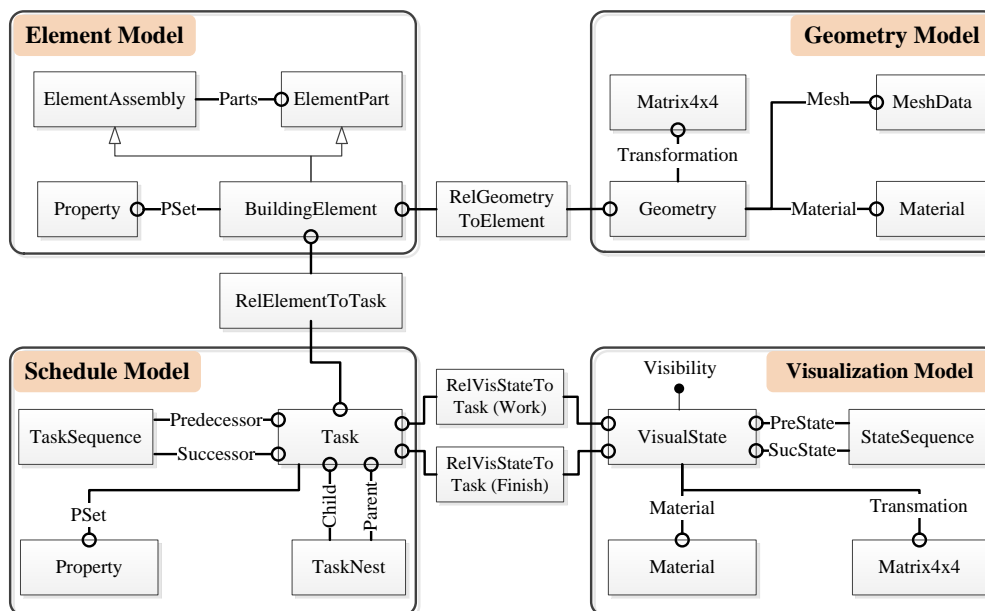 Element Model
ElementAssembly
Parts
ElementPart
Property
PSet
BuildingElement
RelGeometry
ToElement
Geometry Model
Matrix4x4
Mesh
MeshData
Transformation
Geometry
Material
Material
RelElementToTask
Schedule Model
TaskSequence
Predecessor
Successor
Task
PSet
Child
Parent
Property
TaskNest
RelVisStateTo
Task (Work)
RelVisStateTo
Task (Finish)
Visualization Model
Visibility
VisualState
PreState
SucState
StateSequence
Material
Transmation
Material
Matrix4x4